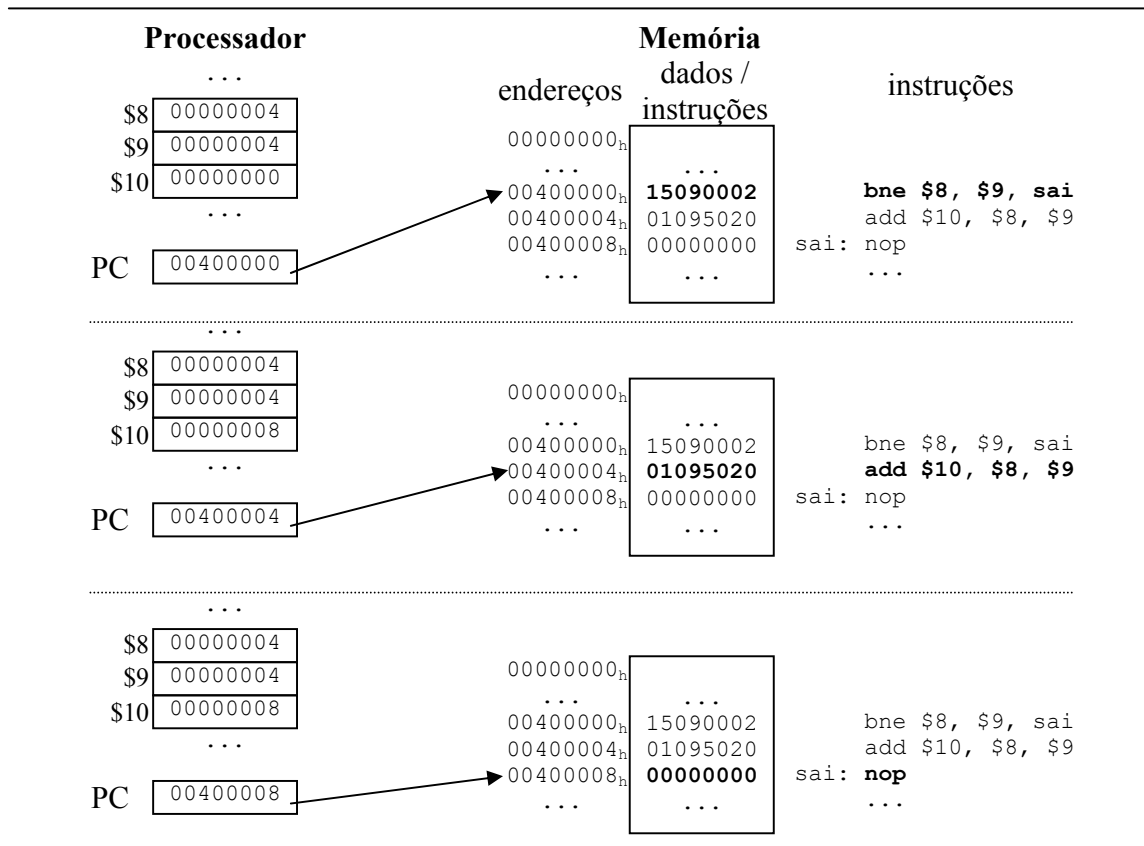 Processador Memória
... endereços dados / instruções
instruções
$8 00000004
$9 00000004
$10 00000000
...
PC 00400000
00000000h
... ...
00400000h 15090002 bne $8, $9, sai
00400004h 01095020 add $10, $8, $9
00400008h 00000000 sai: nop
... ... ...
...
$8 00000004
$9 00000004
$10 00000008
...
PC 00400004
00000000h
... ...
00400000h 15090002 bne $8, $9, sai
00400004h 01095020 add $10, $8, $9
00400008h 00000000 sai: nop
... ... ...
...
$8 00000004
$9 00000004
$10 00000008
...
PC 00400008
00000000h
... ...
00400000h 15090002 bne $8, $9, sai
00400004h 01095020 add $10, $8, $9
00400008h 00000000 sai: nop
... ... ...